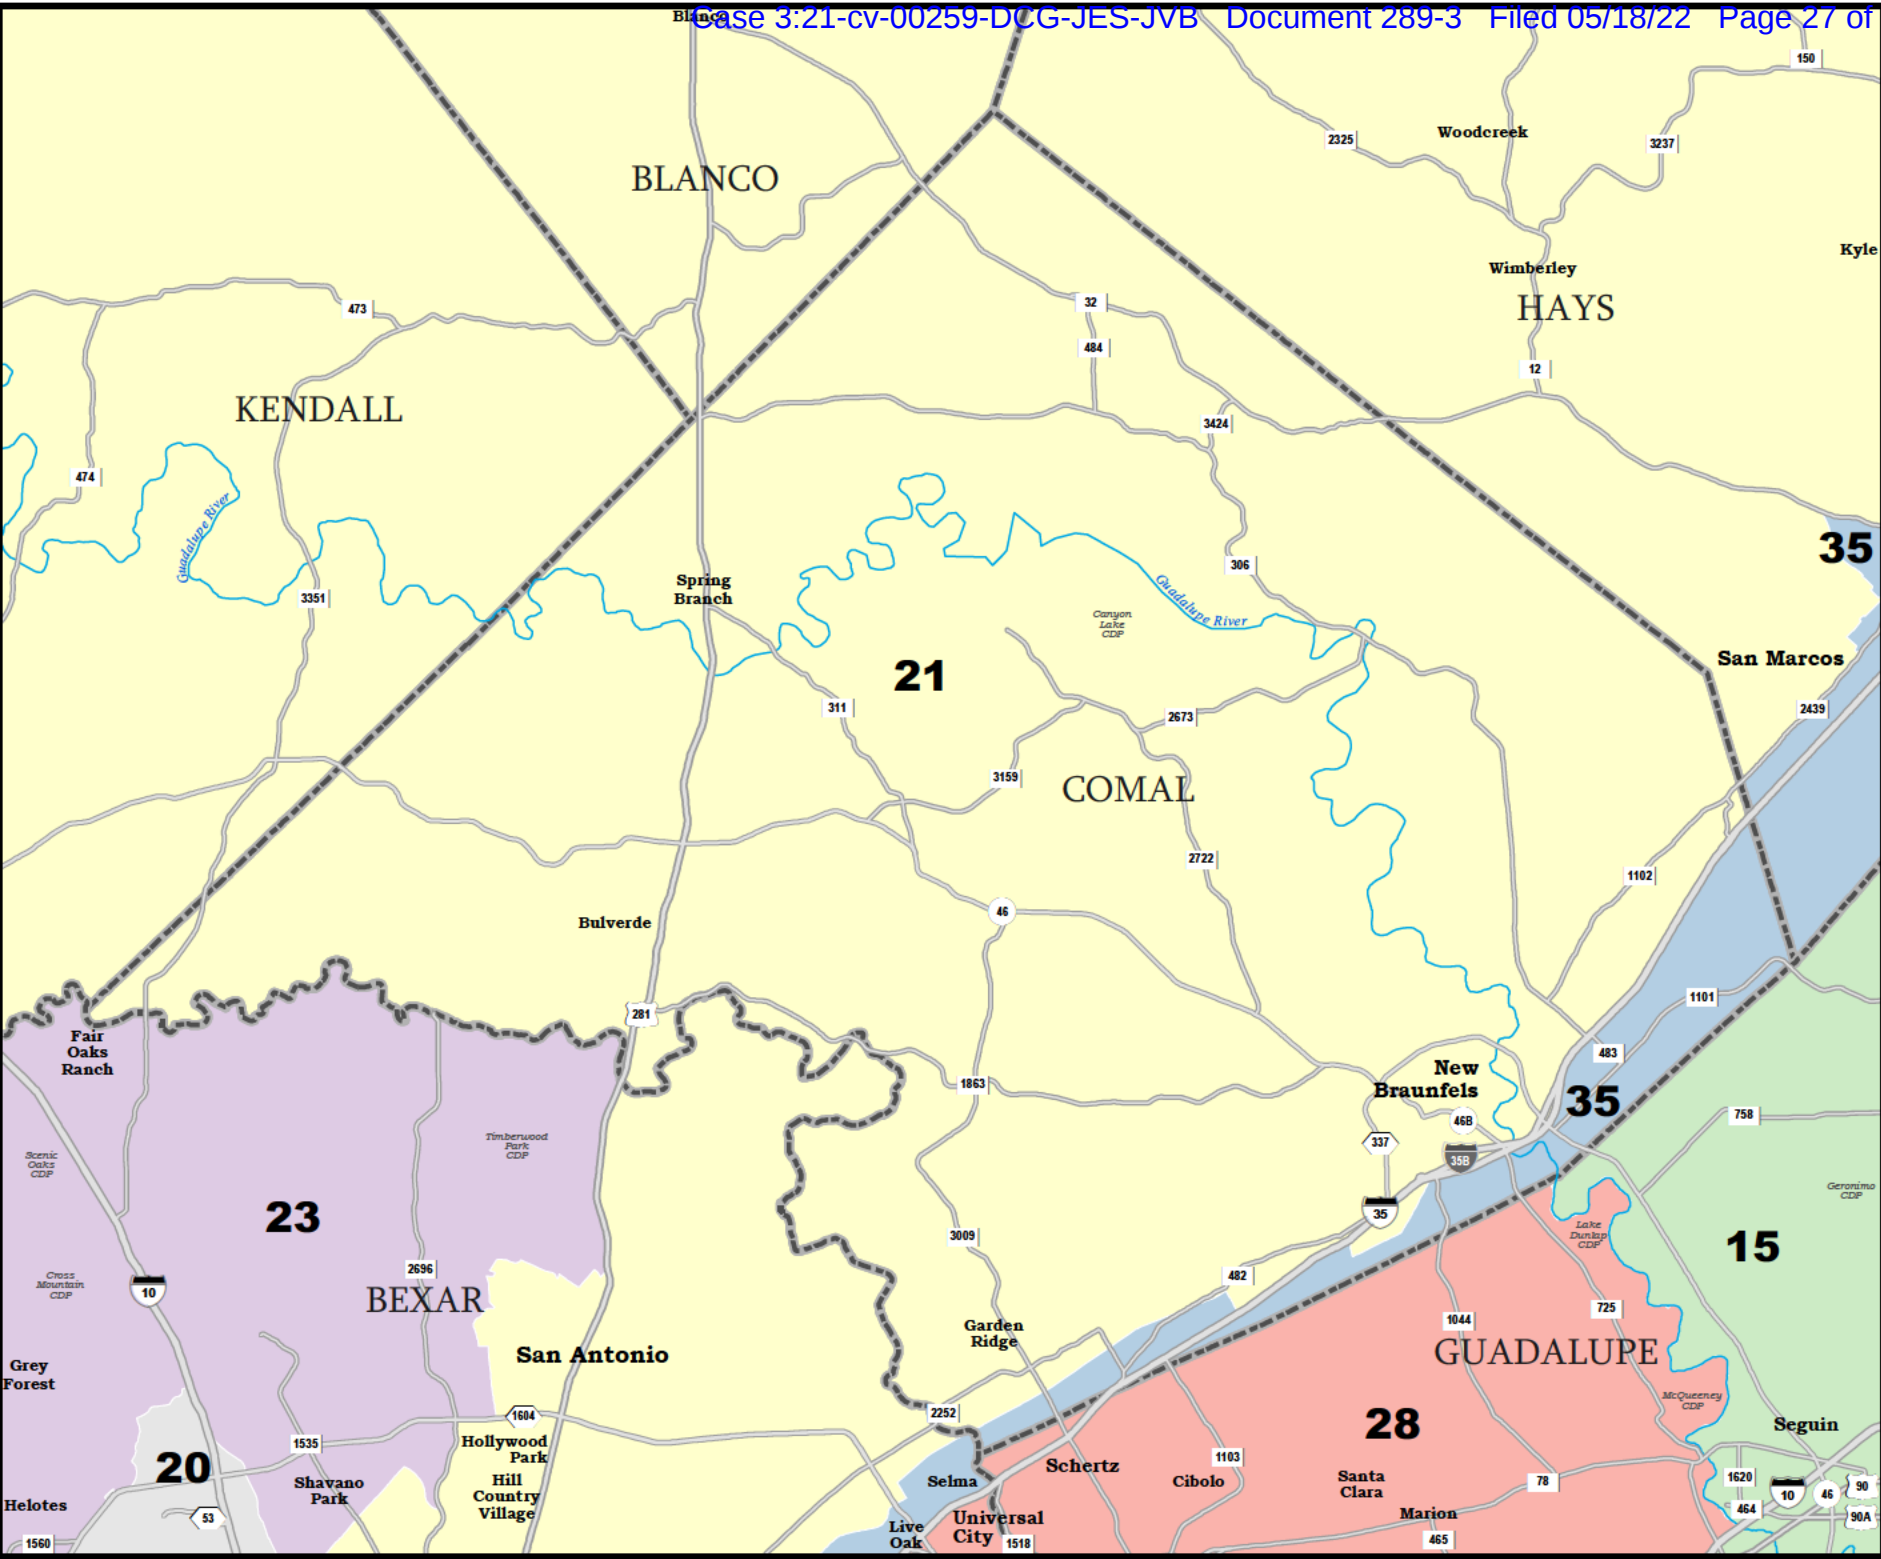 Case 3:21-cv-00259-DCG-JES-JVB Document 289-3 Filed 05/18/22 Page 27 of
Blanco
150
2325
Woodcreek
3237
BLANCO
Kyle
Wimberley
HAYS
32
473
484
12
KENDALL
3424
474
Guadalupe River
35
306
Spring
Branch
3351
Guadalupe River
Canyon
Lake
CDP
21
San Marcos
311
2673
2439
3159
COMAL
2722
1102
46
Bulverde
1101
281
Fair
Oaks
Ranch
483
New
Braunfels
1863
35
46B
758
337
35B
Timberwood
Park
CDP
Scenic
Oaks
CDP
Geronimo
CDP
23
35
3009
Lake
Dunlap
CDP
15
2696
482
Cross
Mountain
CDP
10
BEXAR
725
1044
Garden
Ridge
GUADALUPE
San Antonio
Grey
Forest
McQueeney
CDP
2252
1604
28
Seguin
1535
Hollywood
Park
20
Schertz
1103
Selma
Cibolo
Santa
Clara
78
1620
10
46
90
Shavano
Park
Hill
Country
Village
Helotes
53
464
90A
Universal
City
Marion
Live
Oak
1560
1518
465